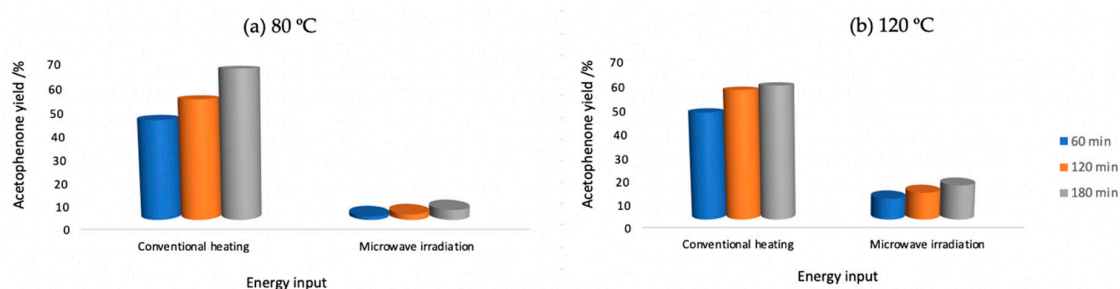 (a) 80 ºC
Acetophenone yield /%
70
60
50
40
30
20
10
0
Conventional heating
Microwave irradiation
Energy input
(b) 120 ºC
Acetophenone yield /%
70
60
50
40
30
20
10
0
Conventional heating
Microwave irradiation
Energy input
60 min
120 min
180 min